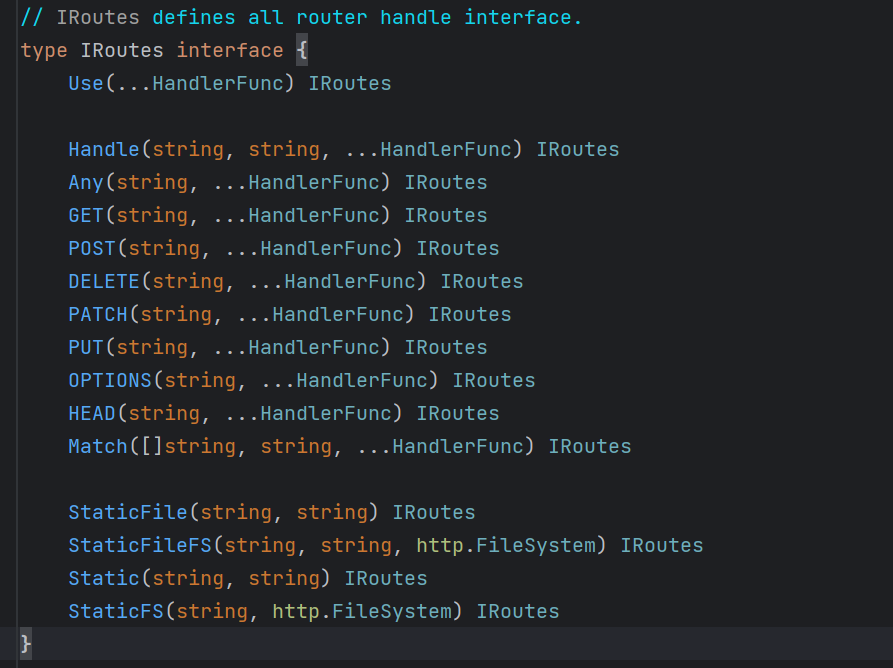 // IRoutes defines all router handle interface.
type IRoutes interface {
Use(...HandlerFunc) IRoutes
Handle(string, string, ...HandlerFunc) IRoutes
Any(string, ...HandlerFunc) IRoutes
GET(string, ...HandlerFunc) IRoutes
POST(string, ...HandlerFunc) IRoutes
DELETE(string, ...HandlerFunc) IRoutes
PATCH(string, ...HandlerFunc) IRoutes
PUT(string, ...HandlerFunc) IRoutes
OPTIONS(string, ...HandlerFunc) IRoutes
HEAD(string, ...HandlerFunc) IRoutes
Match([]string, string, ...HandlerFunc) IRoutes
StaticFile(string, string) IRoutes
StaticFileFS(string, string, http.FileSystem) IRoutes
Static(string, string) IRoutes
StaticFS(string, http.FileSystem) IRoutes
}